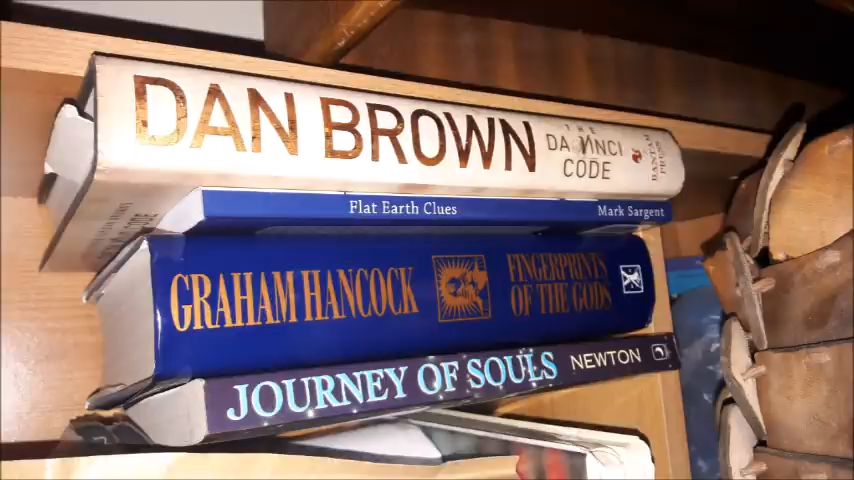 DAN BROWN
THE
DA VINCI
CODE
BANTAM
PRESS
Flat Earth Clues
Mark Sargent
GRAHAM HANCOCK
FINGERPRINTS
OF THE GODS
JOURNEY OF SOULS
NEWTON